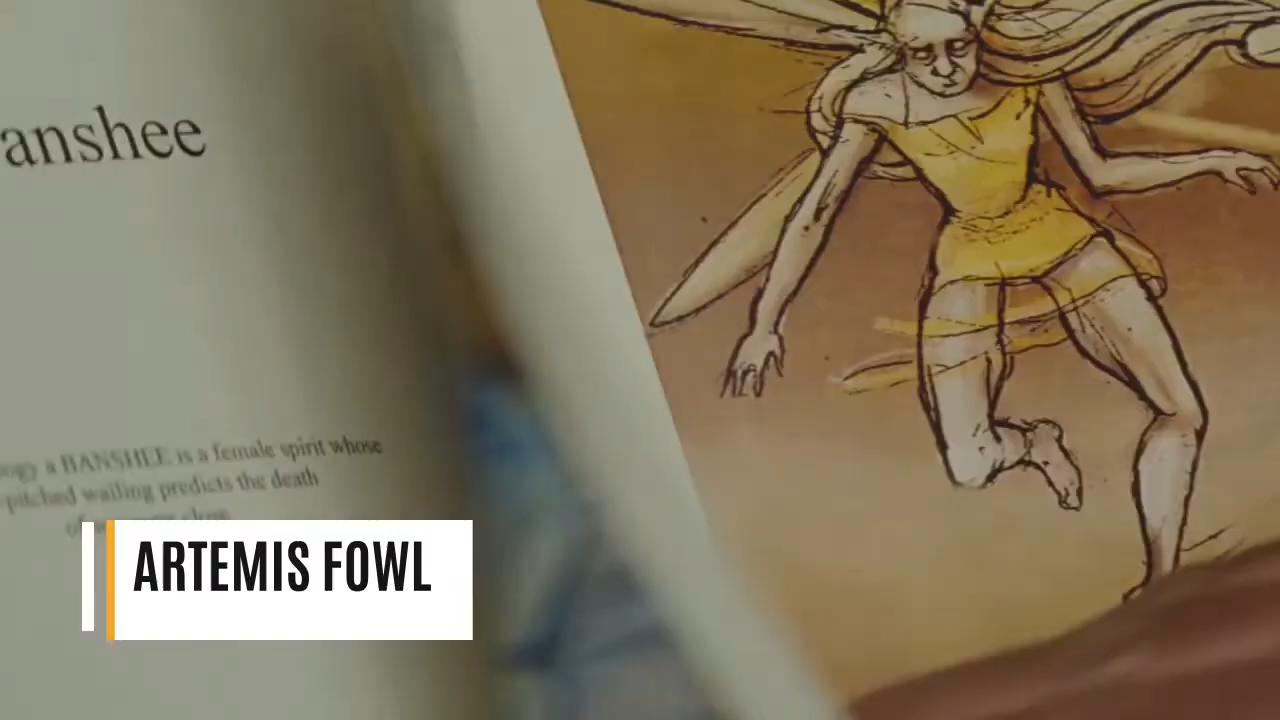 anshee
a BANSHEE is a female spirit whose
-pitched wailing predicts the death
ARTEMIS FOWL